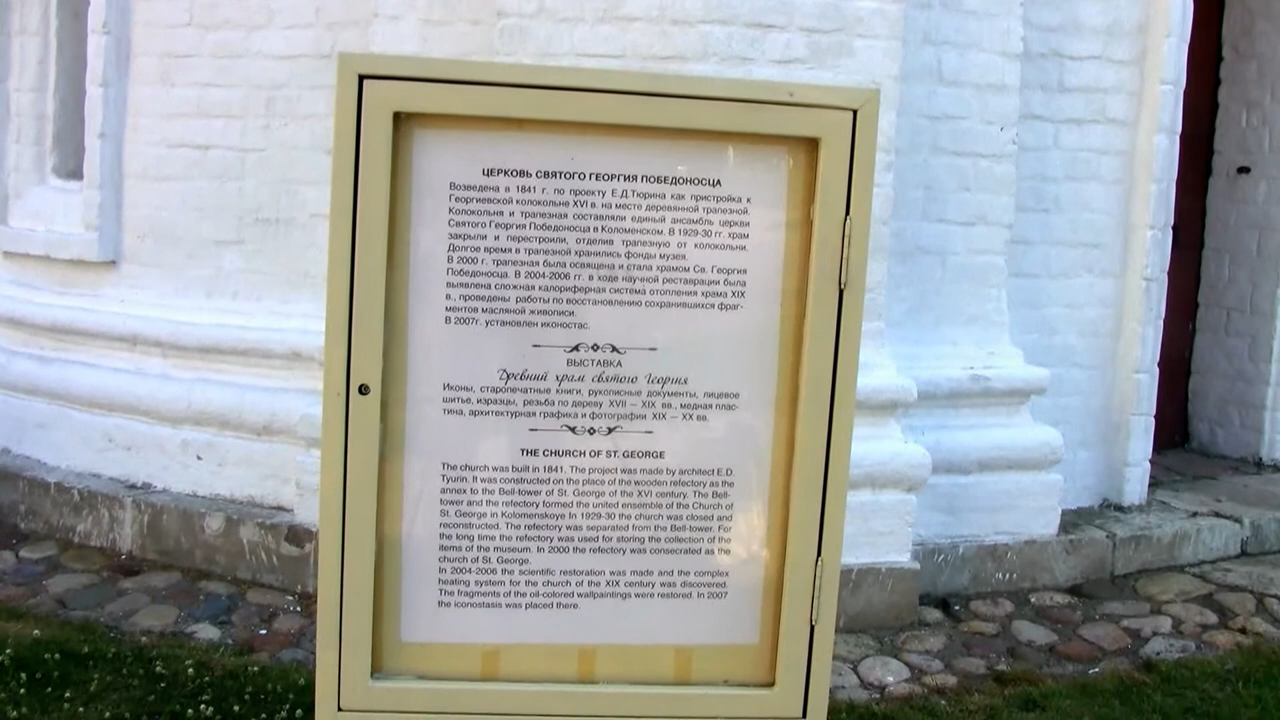 ЦЕРКОВЬ СВЯТОГО ГЕОРГИЯ ПОБЕДОНОСЦА
Возведена в 1841 г. по проекту Е.Д.Тюрина как пристройка к
Георгиевской колокольне XVI в. на месте деревянной трапезной.
Колокольня и трапезная составляли единый ансамбль церкви
Святого Георгия Победоносца в Коломенском. В 1929-30 гг. храм
закрыли и перестроили, отделив трапезную от колокольни.
Долгое время в трапезной хранились фонды музея.
В 2000 г. трапезная была освящена и стала храмом Св. Георгия
Победоносца. В 2004-2006 гг. в ходе научной реставрации была
выявлена сложная калориферная система отопления храма XIX
в., проведены работы по восстановлению сохранившихся фраг-
ментов масляной живописи.
В 2007г. установлен иконостас.
ВЫСТАВКА
Древний храм святого Георгия
Иконы, старопечатные книги, рукописные документы, лицевое
шитье, изразцы, резьба по дереву XVII – XIX вв., медная плас-
тина, архитектурная графика и фотографии XIX – XX вв.
THE CHURCH OF ST. GEORGE
The church was built in 1841. The project was made by architect E.D.
Tyurin. It was constructed on the place of the wooden refectory as the
annex to the Bell-tower of St. George of the XVI century. The Bell-
tower and the refectory formed the united ensemble of the Church of
St. George in Kolomenskoye In 1929-30 the church was closed and
reconstructed. The refectory was separated from the Bell-tower. For
the long time the refectory was used for storing the collection of the
items of the museum. In 2000 the refectory was consecrated as the
church of St. George.
In 2004-2006 the scientific restoration was made and the complex
heating system for the church of the XIX century was discovered.
The fragments of the oil-colored wallpaintings were restored. In 2007
the iconostasis was placed there.